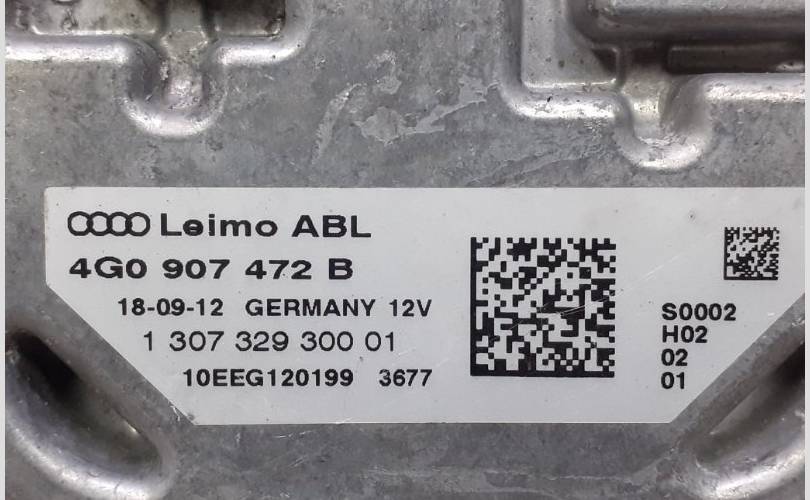 Leimo ABL
4G0 907 472 B
18-09-12 GERMANY 12V
1 307 329 300 01
10EEG120199 3677
S0002
H02
02
01